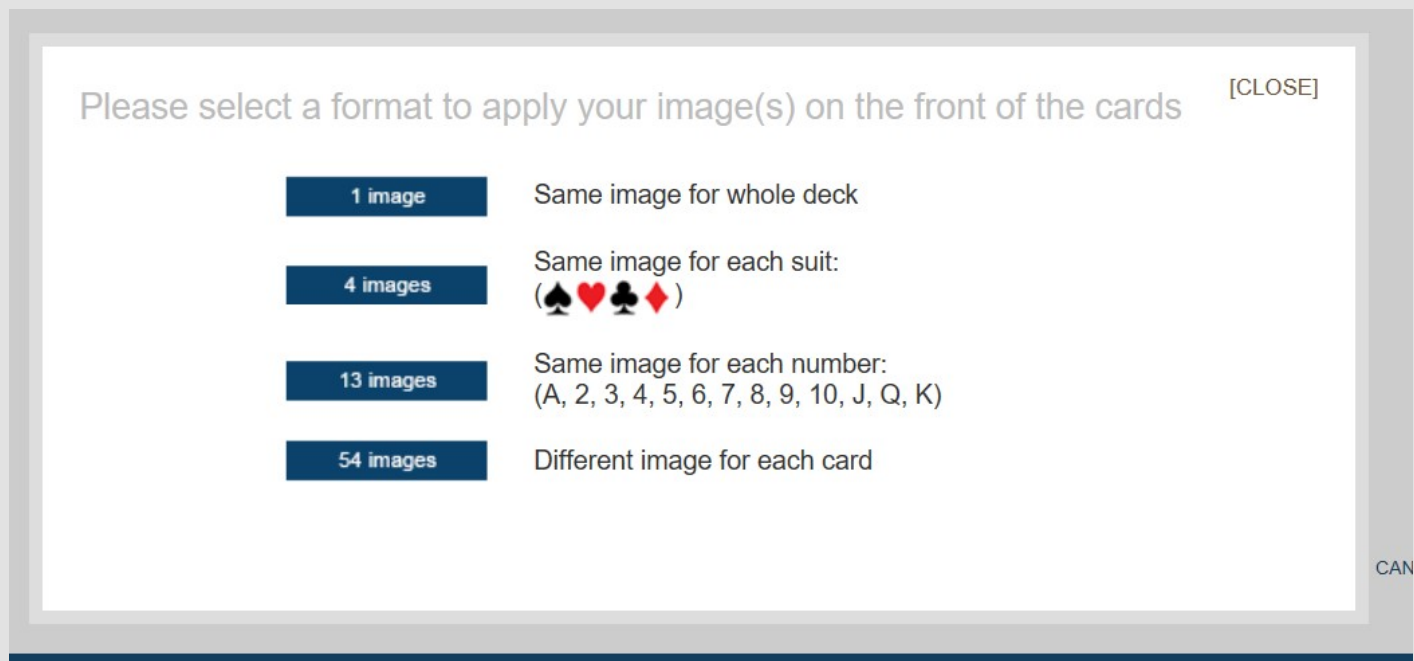 Please select a format to apply your image(s) on the front of the cards
[CLOSE]
1 image
Same image for whole deck
4 images
Same image for each suit:
(♠♥♣♦)
13 images
Same image for each number:
(A, 2, 3, 4, 5, 6, 7, 8, 9, 10, J, Q, K)
54 images
Different image for each card
CAN